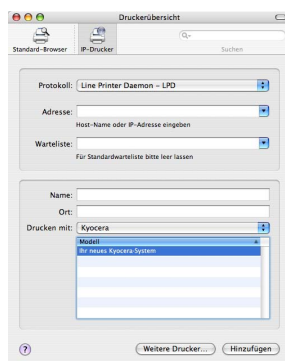 Druckerübersicht
Standard-Browser IP-Drucker Suchen
Protokoll: Line Printer Daemon – LPD
Adresse:
Host-Name oder IP-Adresse eingeben
Warteliste:
Für Standardwarteliste bitte leer lassen
Name:
Ort:
Drucken mit: Kyocera
Modell
Ihr neues Kyocera-System
? Weitere Drucker... Hinzufügen